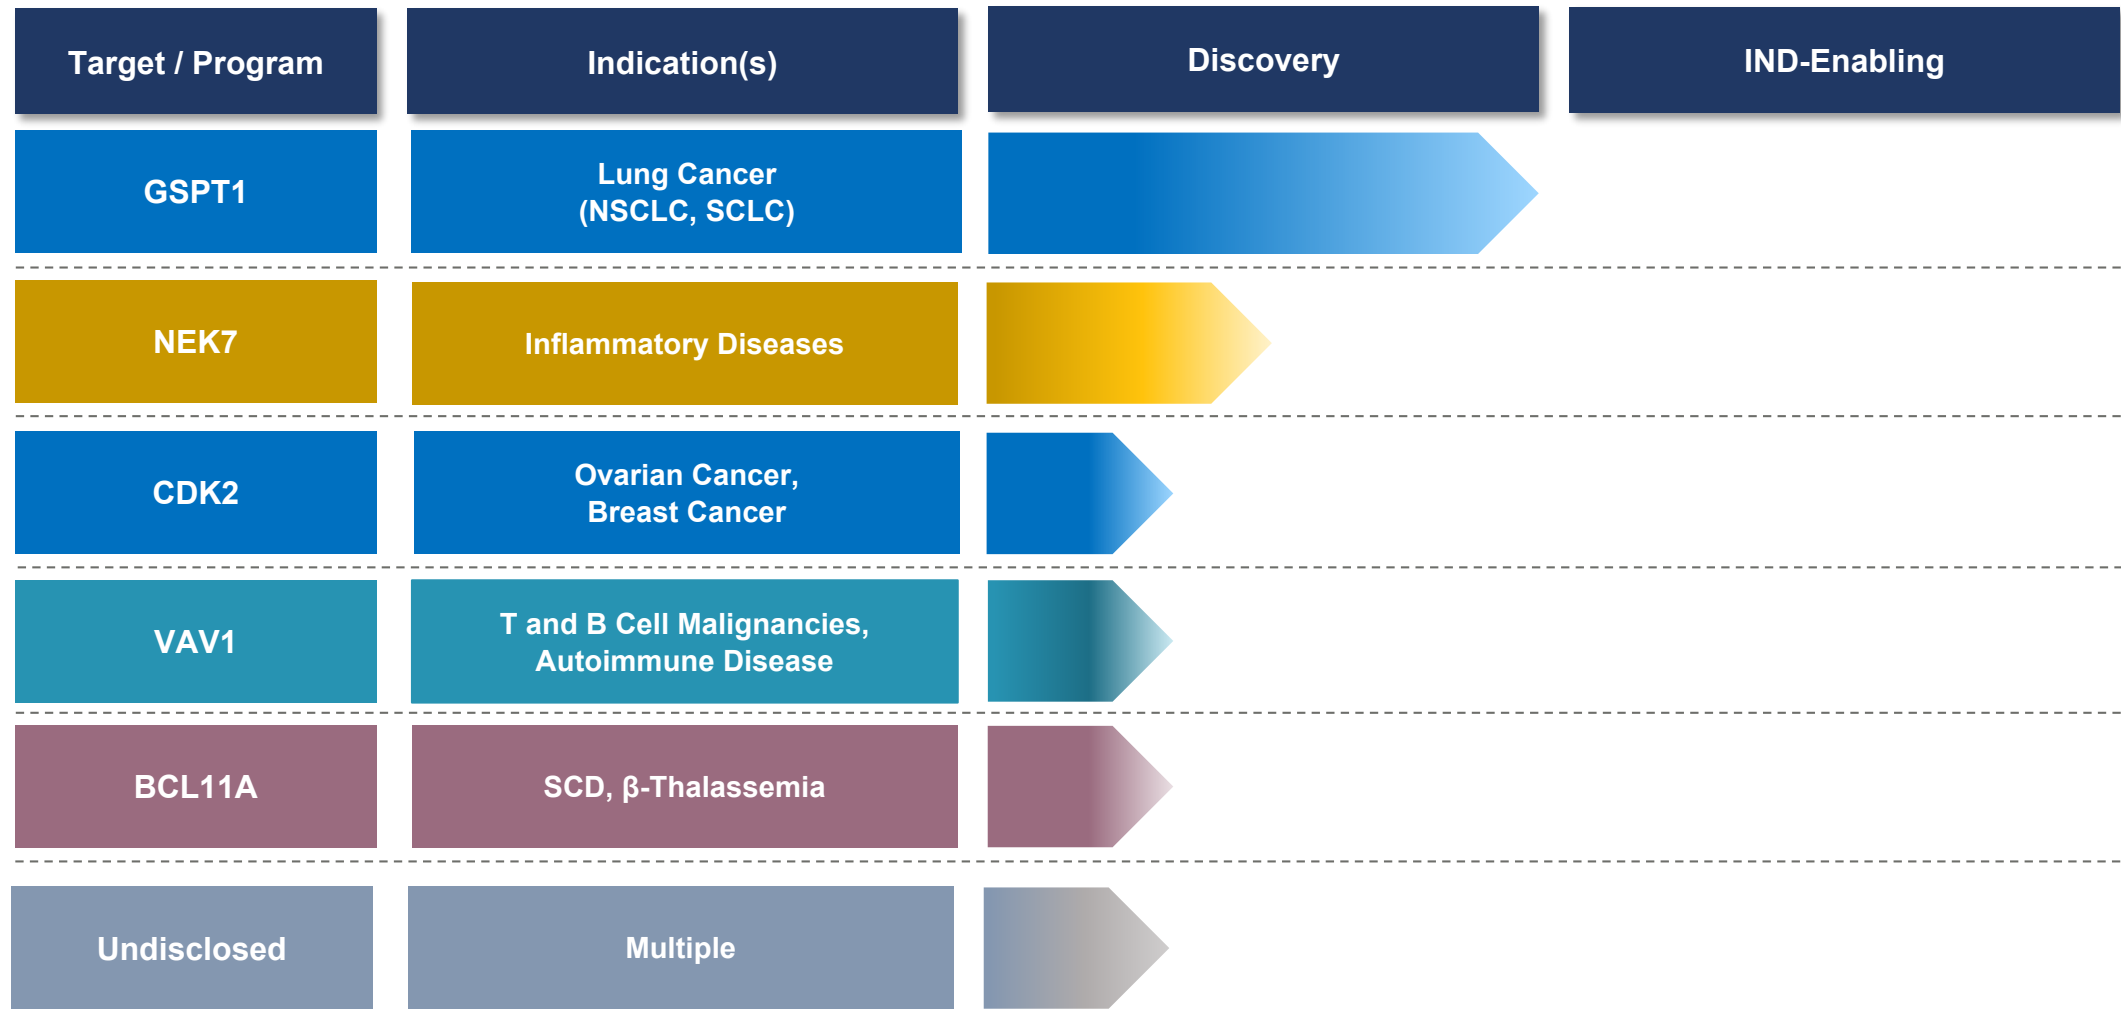 Target / Program
Indication(s)
Discovery
IND-Enabling
GSPT1
Lung Cancer
(NSCLC, SCLC)
NEK7
Inflammatory Diseases
CDK2
Ovarian Cancer,
Breast Cancer
VAV1
T and B Cell Malignancies,
Autoimmune Disease
BCL11A
SCD, β-Thalassemia
Undisclosed
Multiple